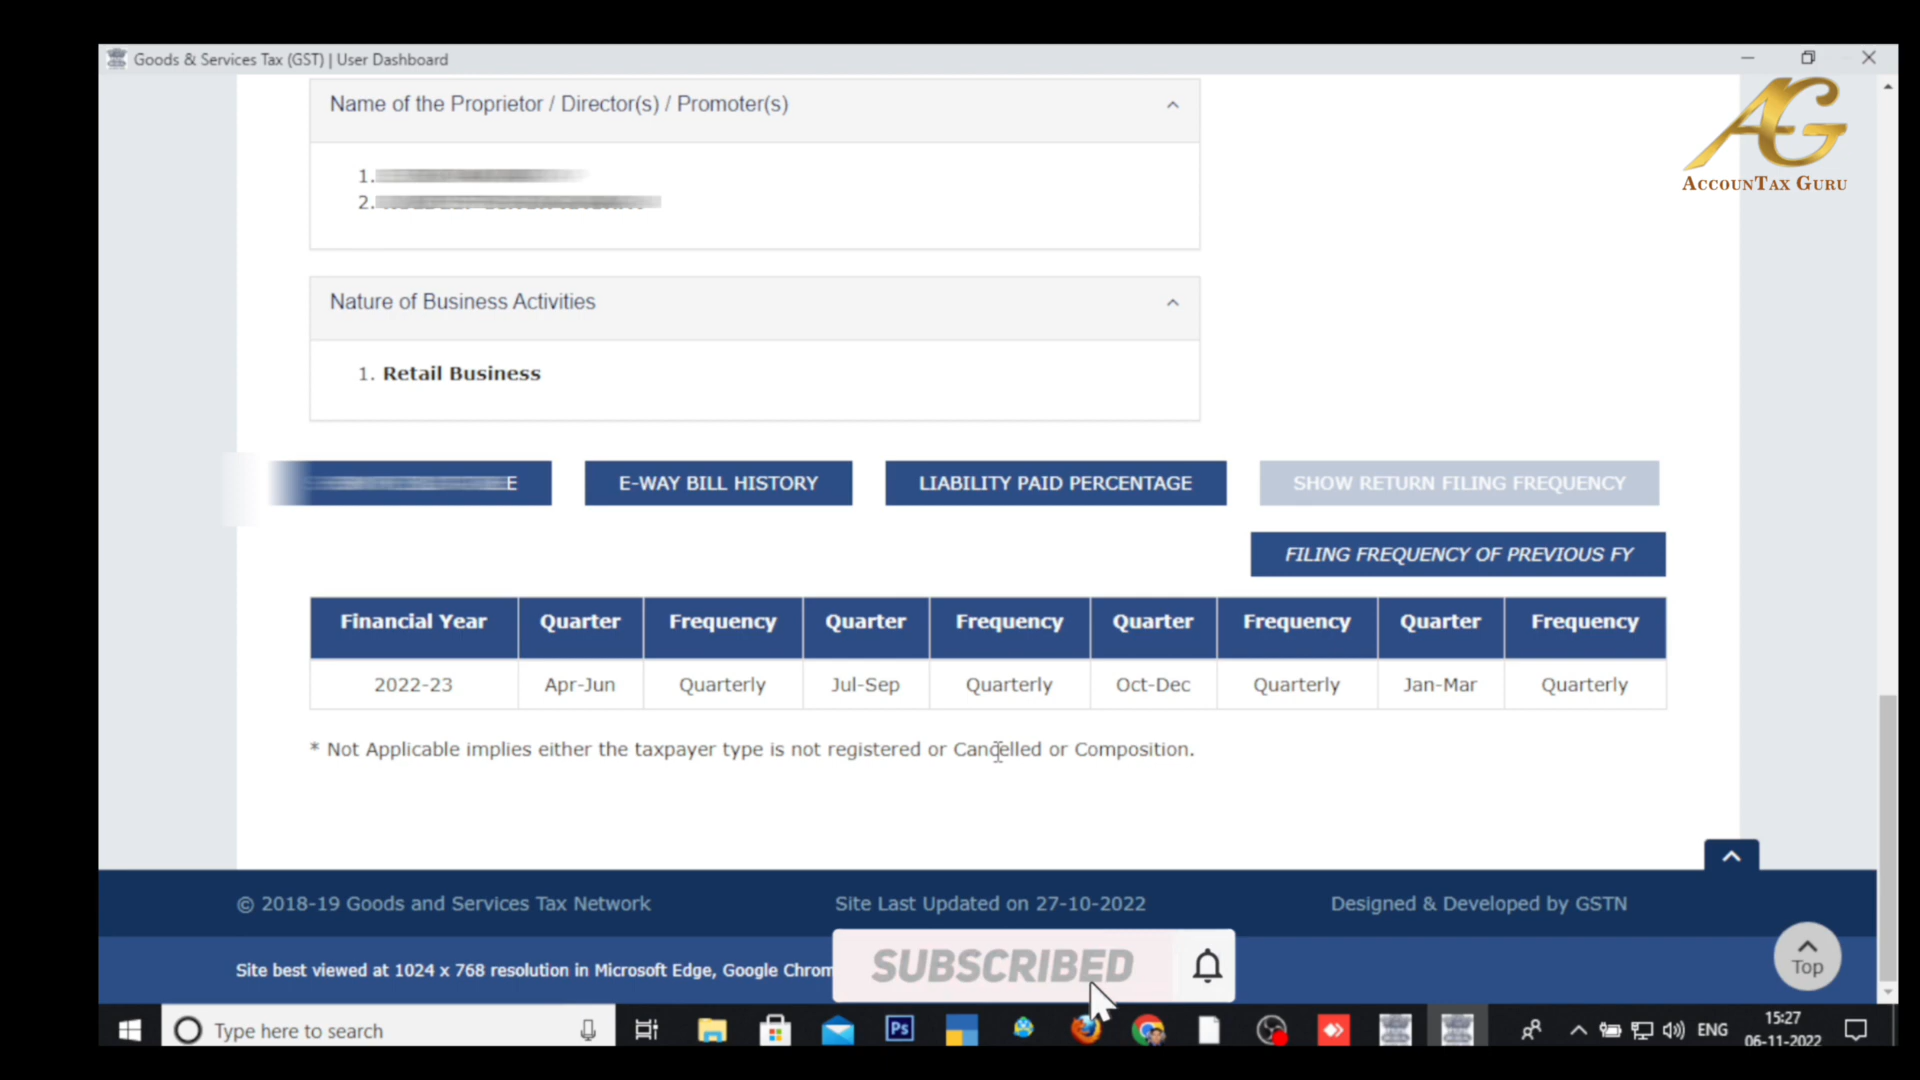 Goods & Services Tax (GST) | User Dashboard
Name of the Proprietor / Director(s) / Promoter(s)
ACCOUNTAX GURU
1.
2.
Nature of Business Activities
1. Retail Business
E E-WAY BILL HISTORY LIABILITY PAID PERCENTAGE SHOW RETURN FILING FREQUENCY
FILING FREQUENCY OF PREVIOUS FY
Financial Year Quarter Frequency Quarter Frequency Quarter Frequency Quarter Frequency
2022-23 Apr-Jun Quarterly Jul-Sep Quarterly Oct-Dec Quarterly Jan-Mar Quarterly
* Not Applicable implies either the taxpayer type is not registered or Cancelled or Composition.
© 2018-19 Goods and Services Tax Network Site Last Updated on 27-10-2022 Designed & Developed by GSTN
Site best viewed at 1024 x 768 resolution in Microsoft Edge, Google Chrom
SUBSCRIBED
Top
Type here to search
Ps
ENG
15:27
06-11-2022